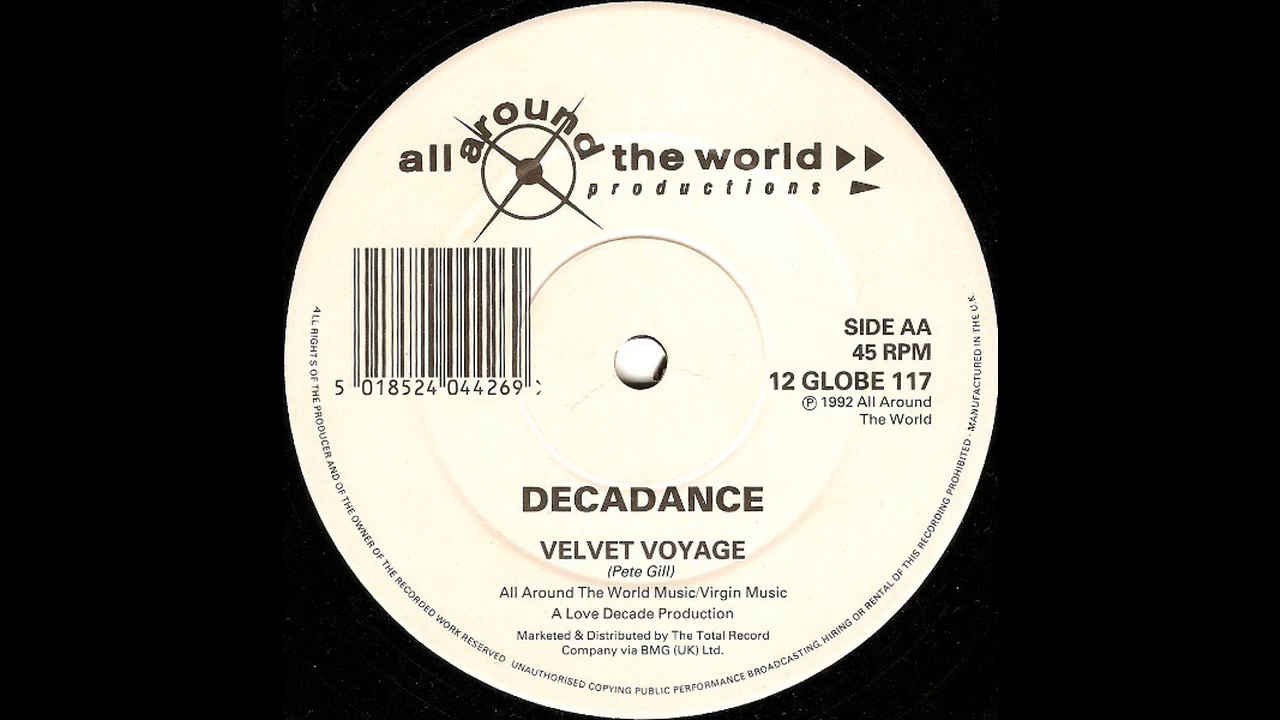 all around the world
productions
5 018524 044269 >
SIDE AA
45 RPM
12 GLOBE 117
℗ 1992 All Around
The World
DECADANCE
VELVET VOYAGE
(Pete Gill)
All Around The World Music/Virgin Music
A Love Decade Production
Marketed & Distributed by The Total Record
Company via BMG (UK) Ltd.
ALL RIGHTS OF THE PRODUCER AND OF THE OWNER OF THE RECORDED WORK RESERVED UNAUTHORISED COPYING PUBLIC PERFORMANCE BROADCASTING, HIRING OR RENTAL OF THIS RECORDING PROHIBITED · MANUFACTURED IN THE U.K.